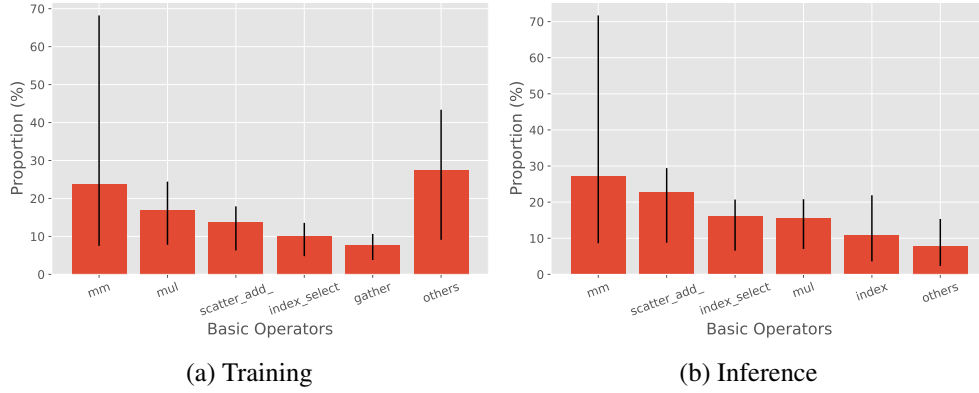 70
60
50
40
30
20
10
0
Proportion (%)
mm
mul
scatter_add_
index_select
gather
others
Basic Operators
(a) Training
70
60
50
40
30
20
10
0
Proportion (%)
mm
scatter_add_
index_select
mul
index
others
Basic Operators
(b) Inference